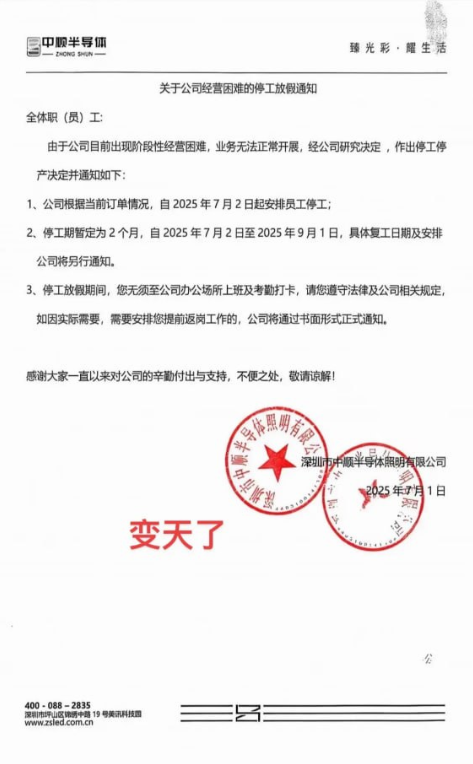 中顺半导体
ZHONG SHUN
臻光彩·耀生活
关于公司经营困难的停工放假通知
全体职（员）工:
由于公司目前出现阶段性经营困难，业务无法正常开展，经公司研究决定 ，作出停工停
产决定并通知如下：
1、公司根据当前订单情况，自 2025 年 7 月 2 日起安排员工停工；
2、停工期暂定为 2 个月，自 2025 年 7 月 2 日至 2025 年 9 月 1 日，具体复工日期及安排
公司将另行通知。
3、停工放假期间，您无须至公司办公场所上班及考勤打卡，请您遵守法律及公司相关规定，
如因实际需要，需要安排您提前返岗工作的，公司将通过书面形式正式通知。
感谢大家一直以来对公司的辛勤付出与支持，不便之处，敬请谅解！
深圳市中顺半导体照明有限公司
深圳市中顺半导体照明有限公司
2025 年 7 月 1 日
变天了
公
400 - 088 - 2835
深圳市坪山区锦绣中路 19 号美讯科技园
www.zsled.com.cn